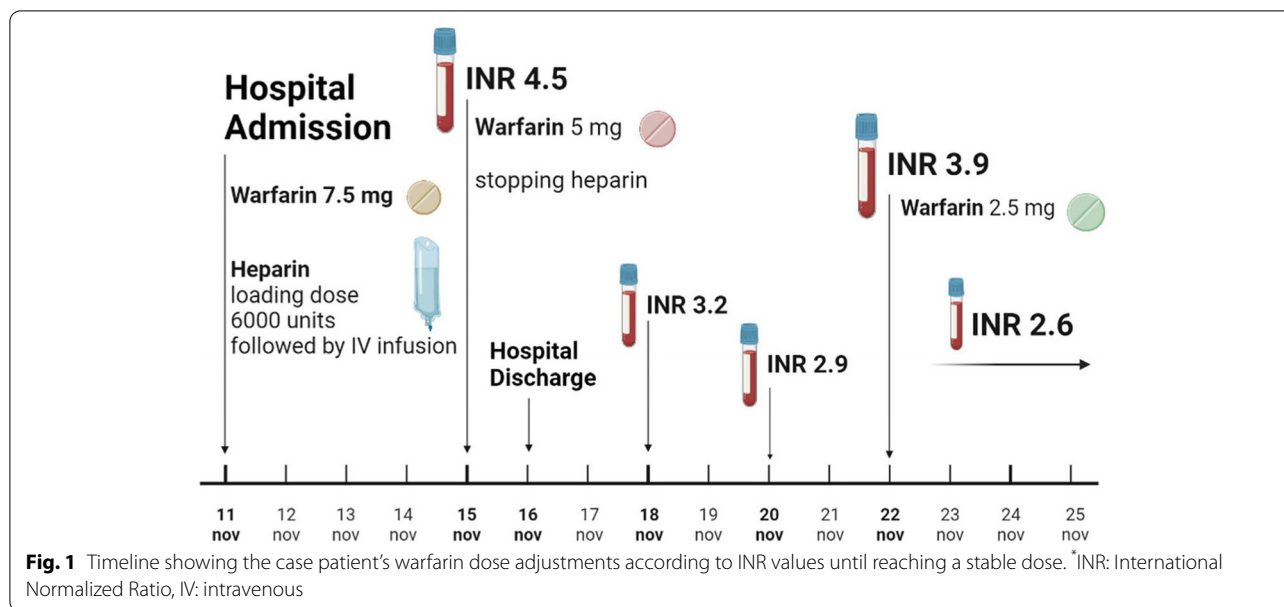 Hospital
Admission
Warfarin 7.5 mg
Heparin
loading dose
6000 units
followed by IV infusion
INR 4.5
Warfarin 5 mg
stopping heparin
Hospital
Discharge
INR 3.2
INR 2.9
INR 3.9
Warfarin 2.5 mg
INR 2.6
11 12 13 14 15 16 17 18 19 20 21 22 23 24 25
nov nov nov nov nov nov nov nov nov nov nov nov nov nov nov
Fig. 1 Timeline showing the case patient’s warfarin dose adjustments according to INR values until reaching a stable dose. *INR: International
Normalized Ratio, IV: intravenous